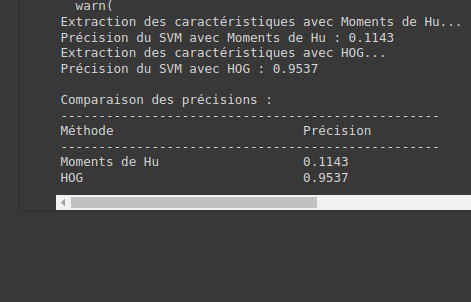 warn(
Extraction des caractéristiques avec Moments de Hu...
Précision du SVM avec Moments de Hu : 0.1143
Extraction des caractéristiques avec HOG...
Précision du SVM avec HOG : 0.9537
Comparaison des précisions :
--------------------------------------------------
Méthode Précision
--------------------------------------------------
Moments de Hu 0.1143
HOG 0.9537